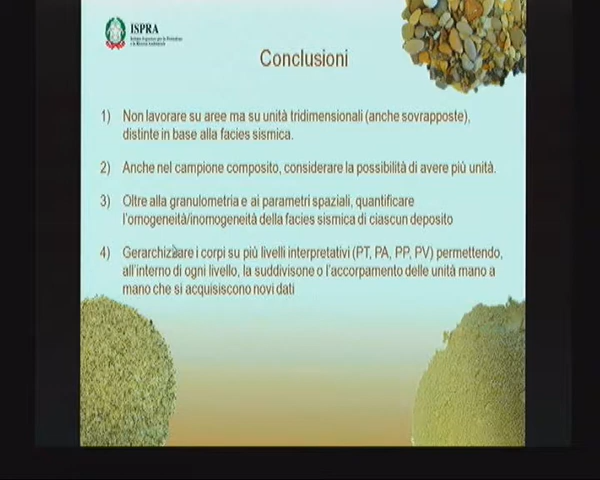 ISPRA
Conclusioni
1) Non lavorare su aree ma su unità tridimensionali (anche sovrapposte),
distinte in base alla facies sismica.
2) Anche nel campione composito, considerare la possibilità di avere più unità.
3) Oltre alla granulometria e ai parametri spaziali, quantificare
l'omogeneità/inomogeneità della facies sismica di ciascun deposito
4) Gerarchizzare i corpi su più livelli interpretativi (PT, PA, PP, PV) permettendo,
all'interno di ogni livello, la suddivisone o l'accorpamento delle unità mano a
mano che si acquisiscono novi dati